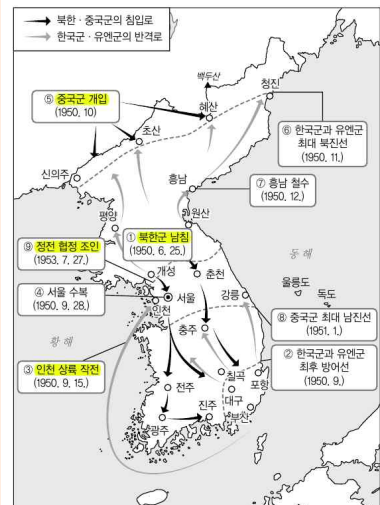 북한·중국군의 침입로
한국군·유엔군의 반격로
백두산
청진
⑤ 중국군 개입
(1950. 10)
혜산
초산
⑥ 한국군과 유엔군
최대 북진선
(1950. 11.)
신의주
흥남
⑦ 흥남 철수
(1950. 12.)
평양
원산
① 북한군 남침
(1950. 6. 25.)
⑨ 정전 협정 조인
(1953. 7. 27.)
동해
개성
춘천
울릉도
독도
④ 서울 수복
(1950. 9. 28.)
서울
강릉
인천
⑧ 중국군 최대 남진선
(1951. 1.)
충주
황해
② 한국군과 유엔군
최후 방어선
(1950. 9.)
③ 인천 상륙 작전
(1950. 9. 15.)
칠곡
포항
전주
대구
진주
부산
광주